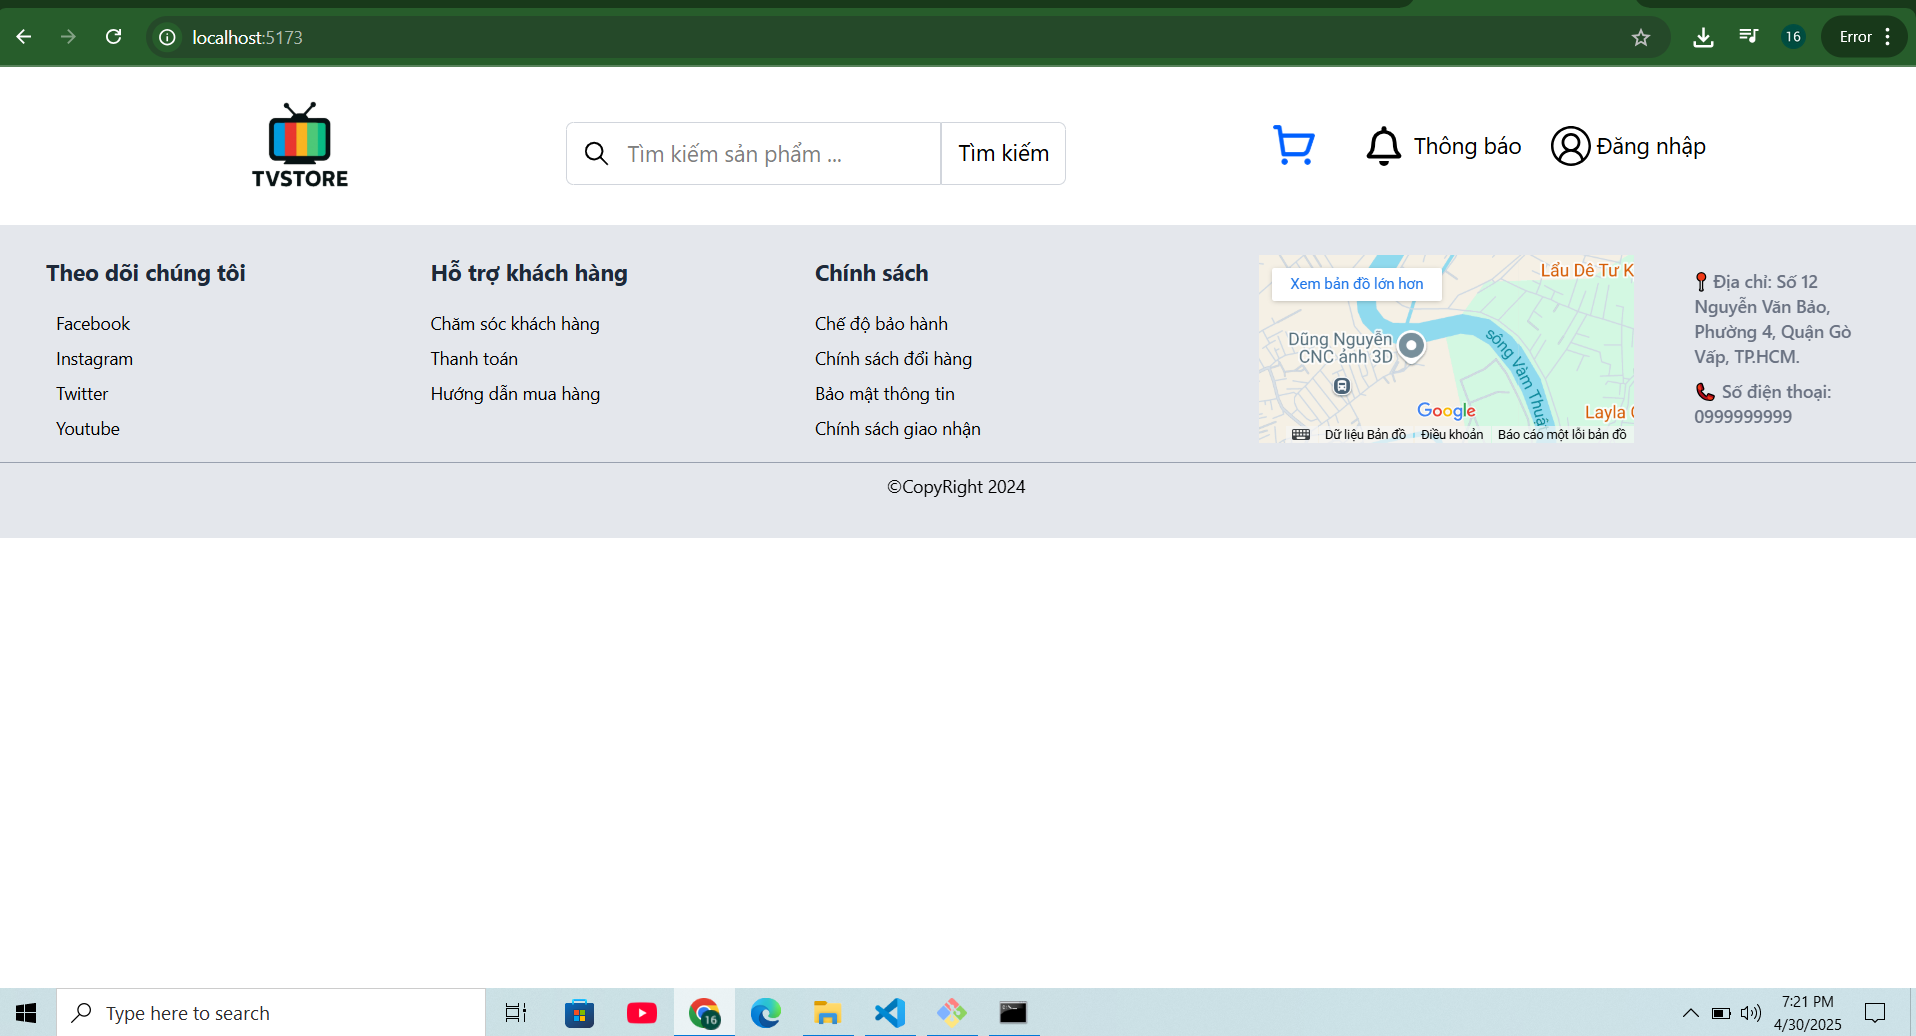 localhost:5173
16
Error
TVSTORE
Tìm kiếm sản phẩm ...
Tìm kiếm
Thông báo
Đăng nhập
Theo dõi chúng tôi
Facebook
Instagram
Twitter
Youtube
Hỗ trợ khách hàng
Chăm sóc khách hàng
Thanh toán
Hướng dẫn mua hàng
Chính sách
Chế độ bảo hành
Chính sách đổi hàng
Bảo mật thông tin
Chính sách giao nhận
Xem bản đồ lớn hơn
Lẩu Dê Tư K
Dũng Nguyễn
CNC ảnh 3D
sông Vàm Thuậ
Google
Layla
Dữ liệu Bản đồ
Điều khoản
Báo cáo một lỗi bản đồ
Địa chỉ: Số 12
Nguyễn Văn Bảo,
Phường 4, Quận Gò
Vấp, TP.HCM.
Số điện thoại:
0999999999
©CopyRight 2024
Type here to search
16
7:21 PM
4/30/2025